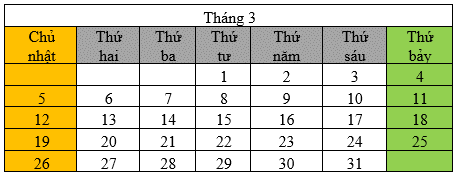 Tháng 3
Chủ nhật Thứ hai Thứ ba Thứ tư Thứ năm Thứ sáu Thứ bảy
1 2 3 4
5 6 7 8 9 10 11
12 13 14 15 16 17 18
19 20 21 22 23 24 25
26 27 28 29 30 31